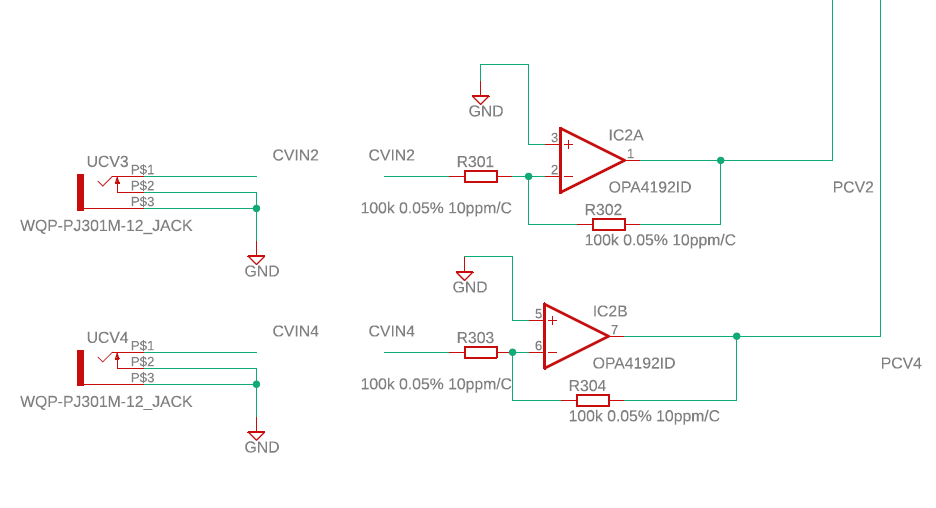 GND
3
IC2A
1
2
OPA4192ID
CVIN2
CVIN2
R301
100k 0.05% 10ppm/C
R302
100k 0.05% 10ppm/C
PCV2
UCV3
P$1
P$2
P$3
WQP-PJ301M-12_JACK
GND
GND
5
IC2B
7
6
OPA4192ID
CVIN4
CVIN4
R303
100k 0.05% 10ppm/C
R304
100k 0.05% 10ppm/C
PCV4
UCV4
P$1
P$2
P$3
WQP-PJ301M-12_JACK
GND